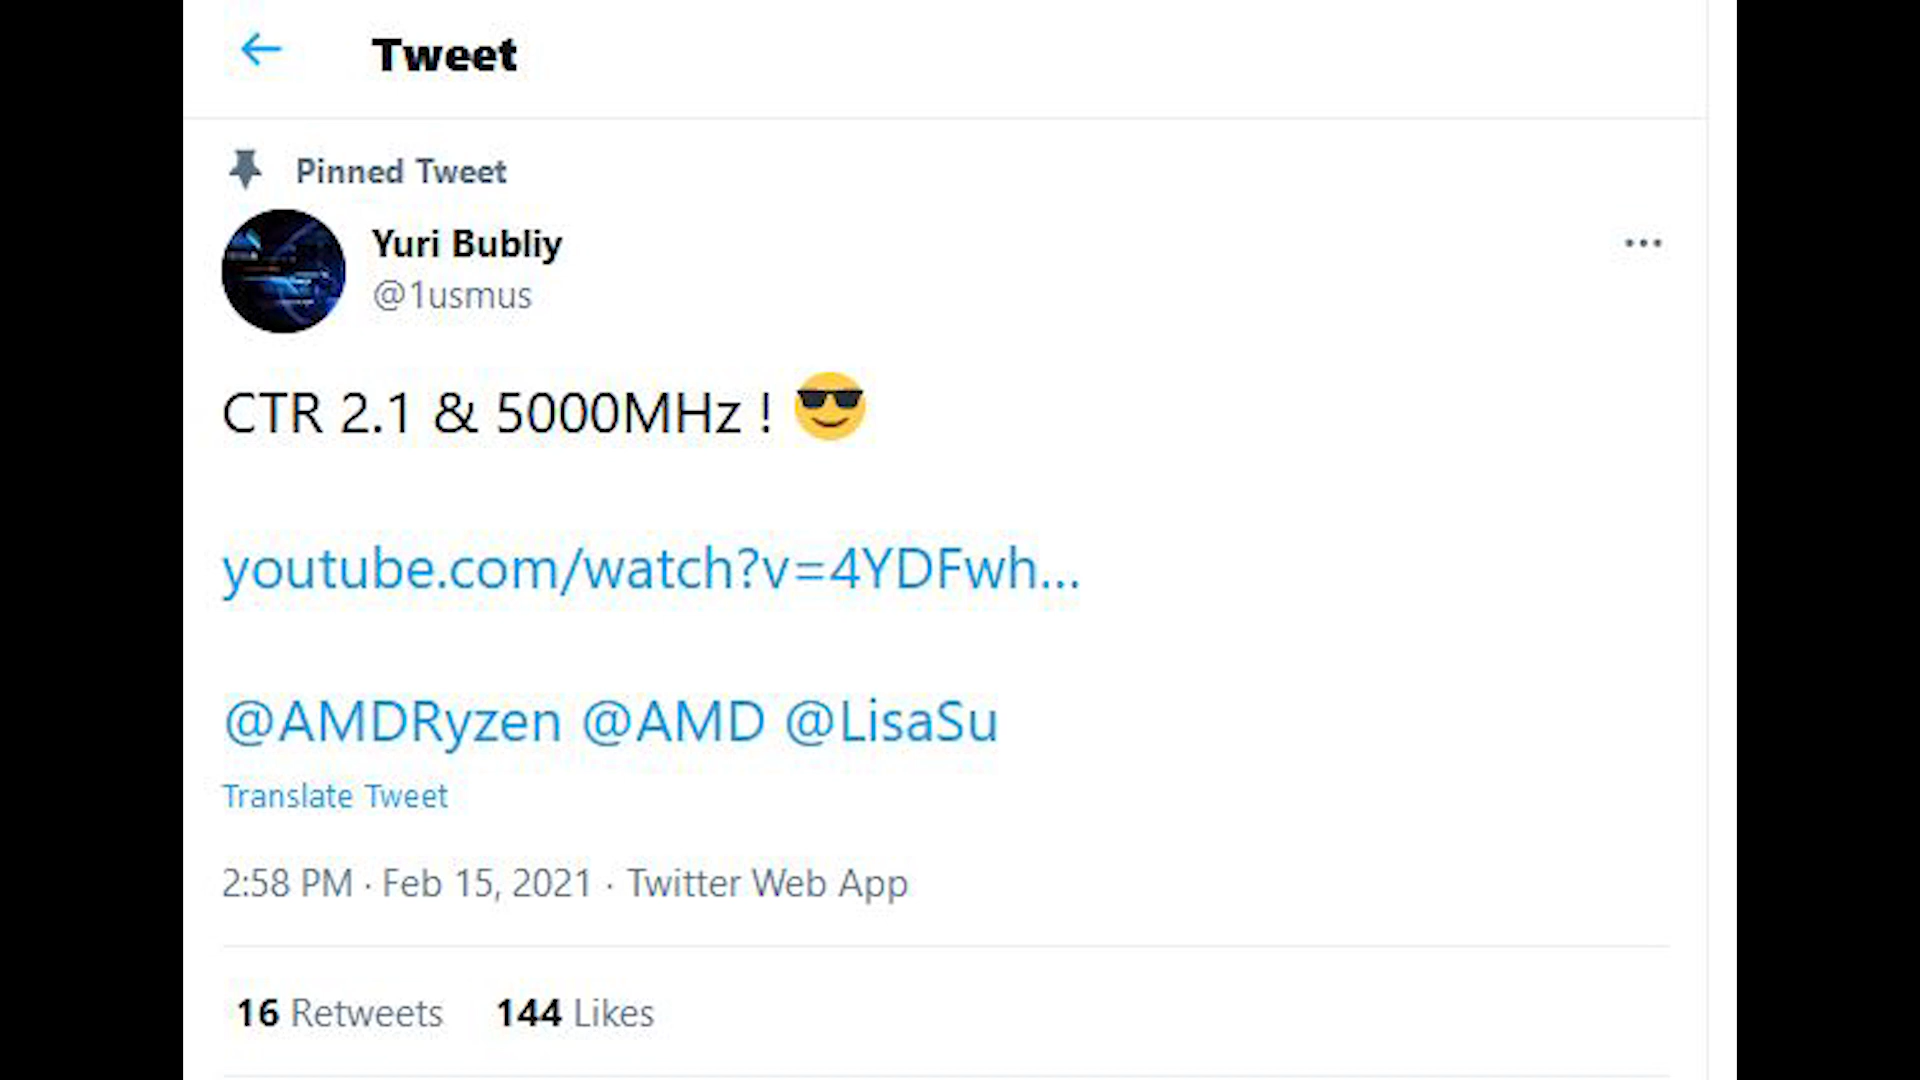 Tweet
Pinned Tweet
Yuri Bubliy
@1usmus
CTR 2.1 & 5000MHz ! 😎
youtube.com/watch?v=4YDFwh...
@AMDRyzen @AMD @LisaSu
Translate Tweet
2:58 PM · Feb 15, 2021 · Twitter Web App
16 Retweets 144 Likes